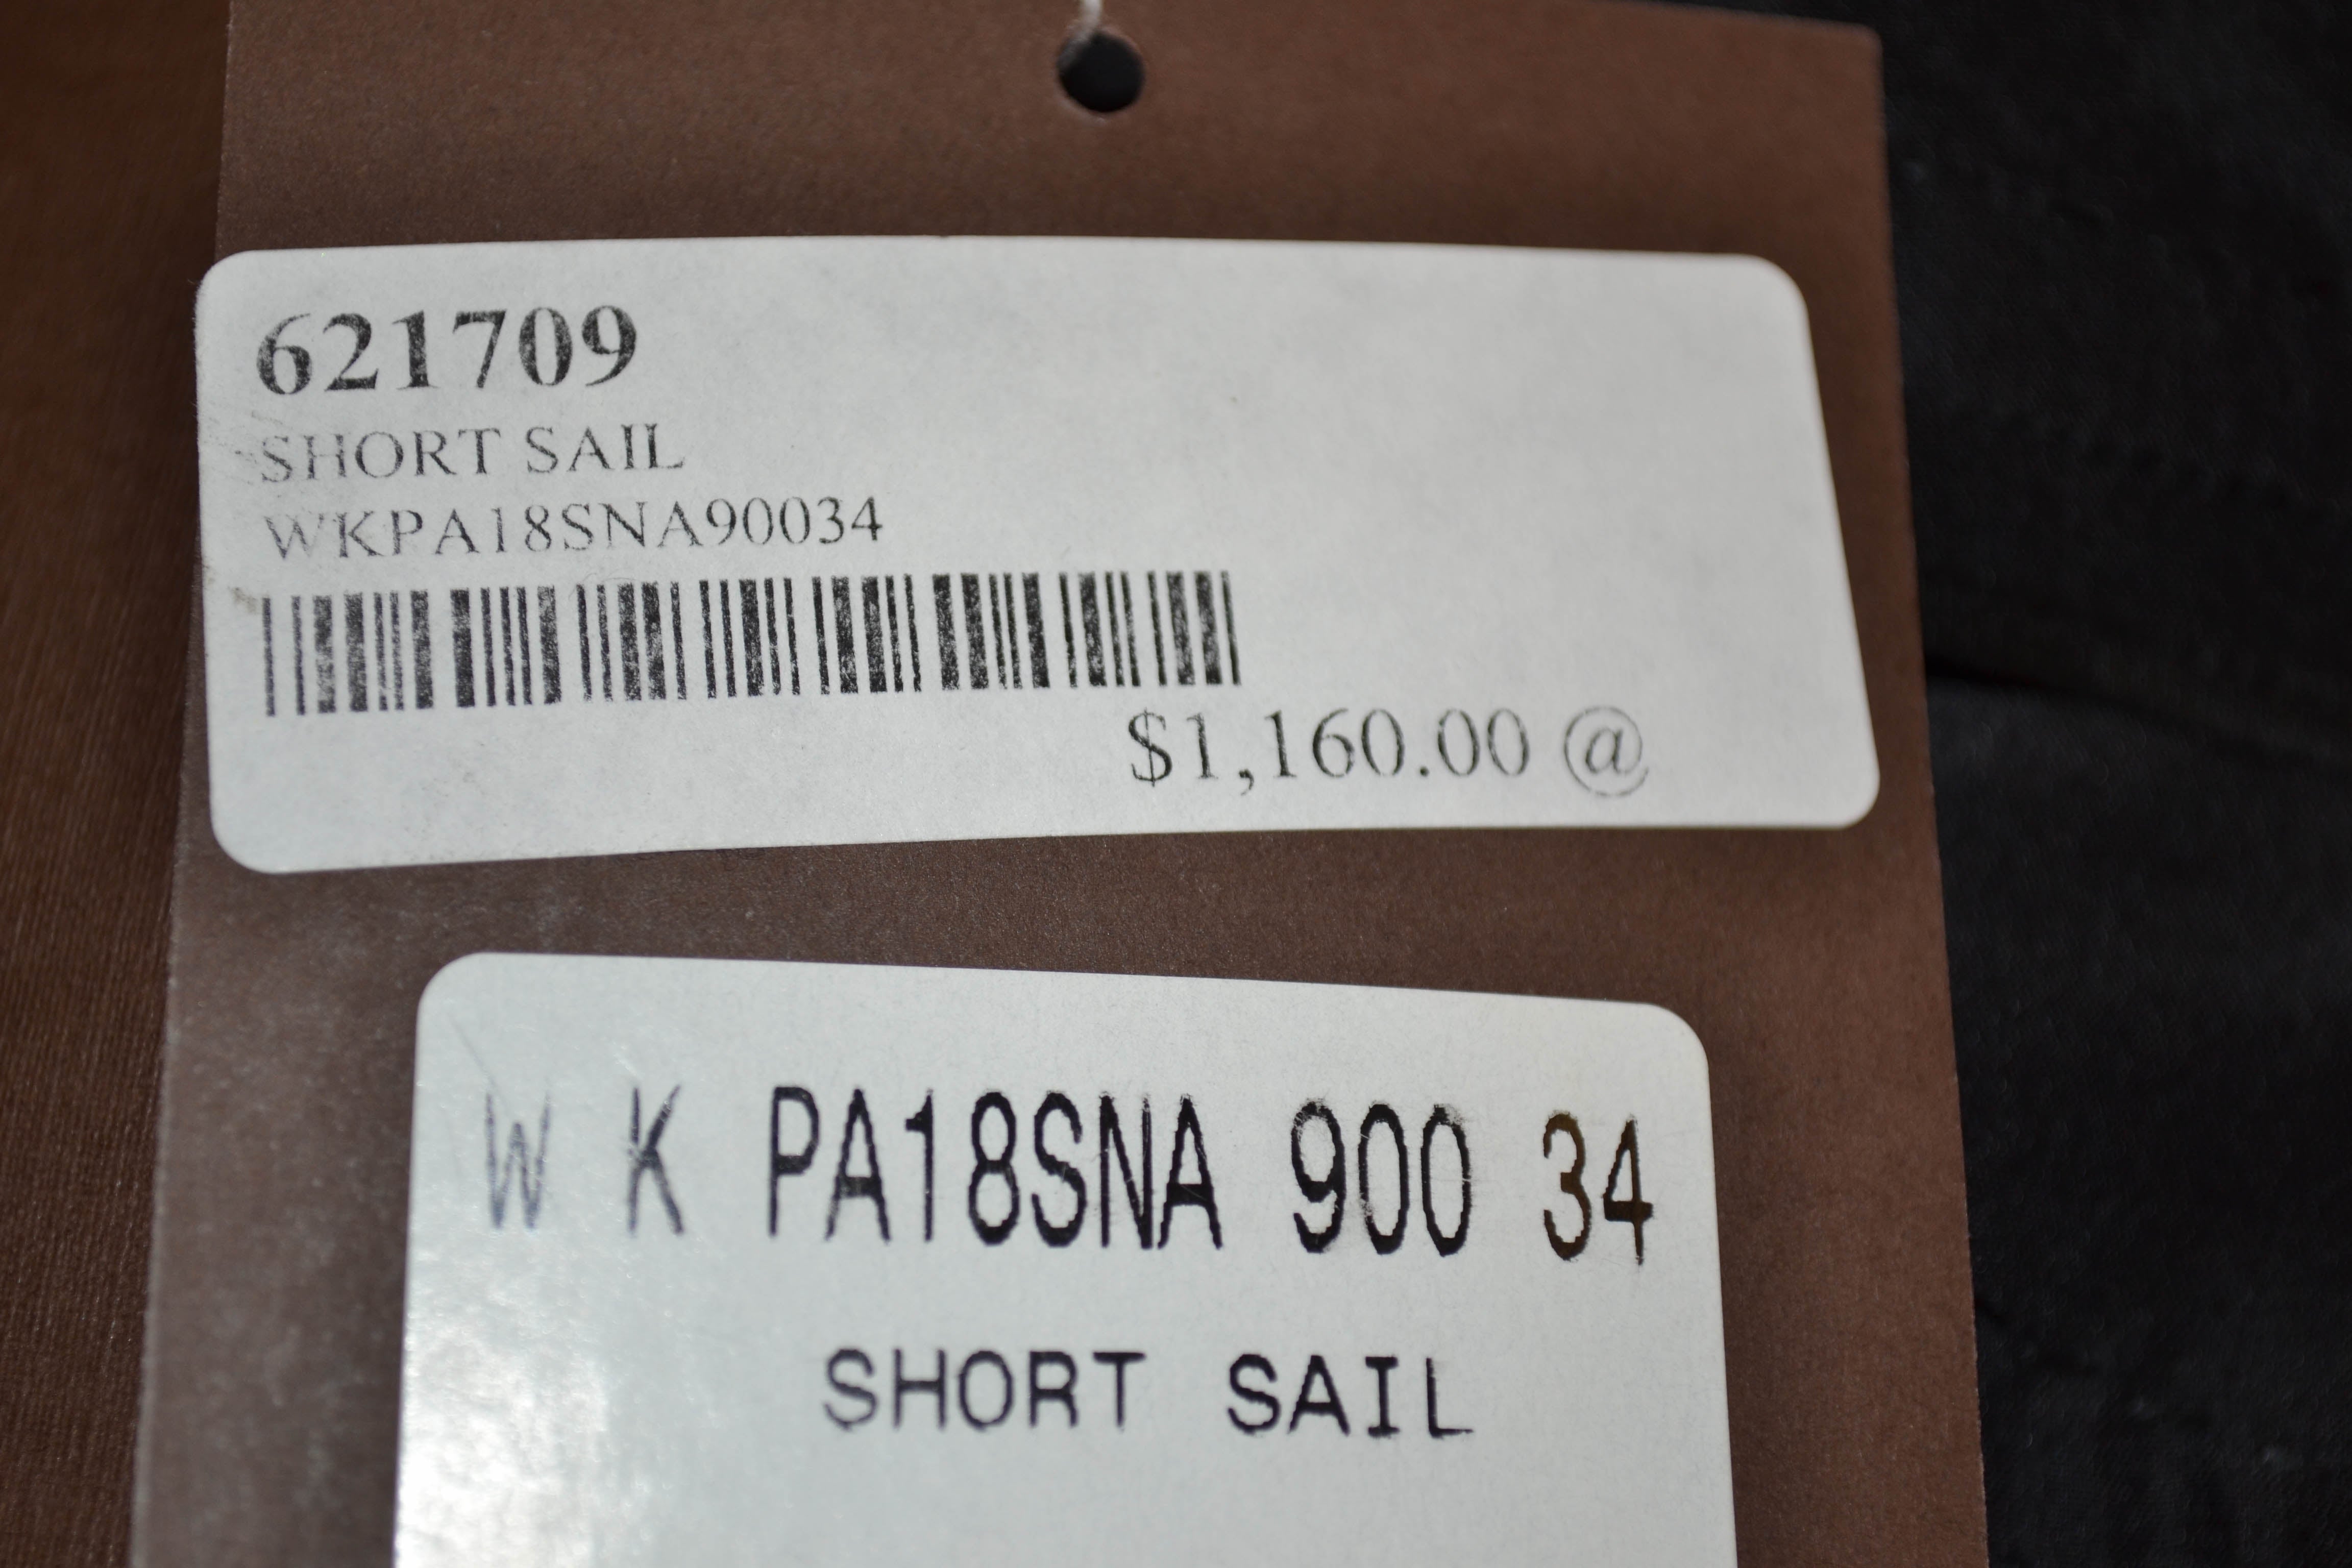 621709
SHORT SAIL
WKPA18SNA90034
$1,160.00 @
W K PA18SNA 900 34
SHORT SAIL